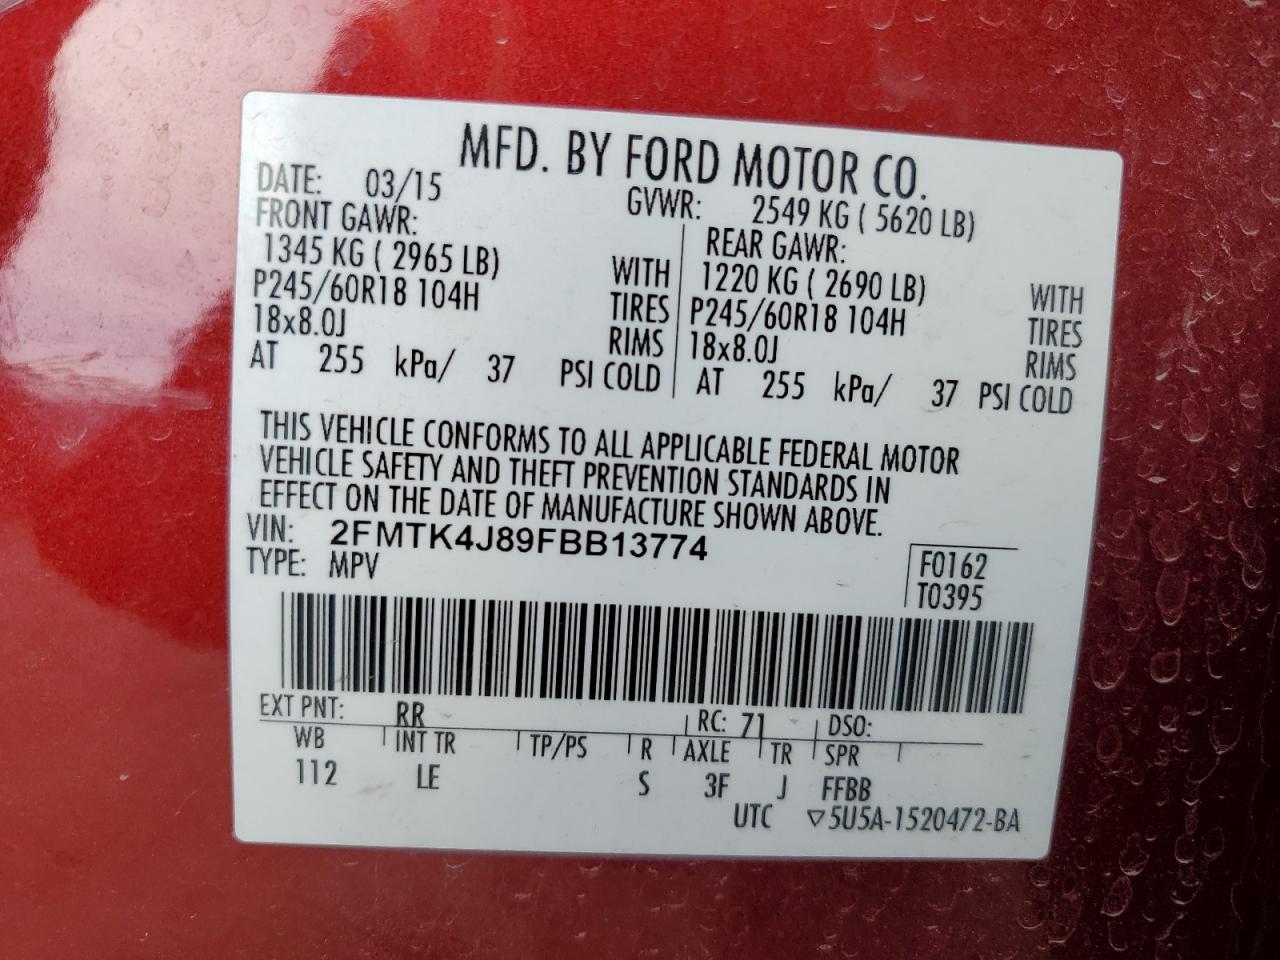 MFD. BY FORD MOTOR CO.
DATE: 03/15 GVWR: 2549 KG ( 5620 LB)
FRONT GAWR: REAR GAWR:
1345 KG ( 2965 LB) WITH 1220 KG ( 2690 LB) WITH
P245/60R18 104H TIRES P245/60R18 104H TIRES
18x8.0J RIMS 18x8.0J RIMS
AT 255 kPa/ 37 PSI COLD AT 255 kPa/ 37 PSI COLD
THIS VEHICLE CONFORMS TO ALL APPLICABLE FEDERAL MOTOR
VEHICLE SAFETY AND THEFT PREVENTION STANDARDS IN
EFFECT ON THE DATE OF MANUFACTURE SHOWN ABOVE.
VIN: 2FMTK4J89FBB13774
TYPE: MPV F0162
T0395
EXT PNT: RR RC: 71 DSO:
WB INT TR TP/PS R AXLE TR SPR
112 LE S 3F J FFBB
UTC ▽5U5A-1520472-BA